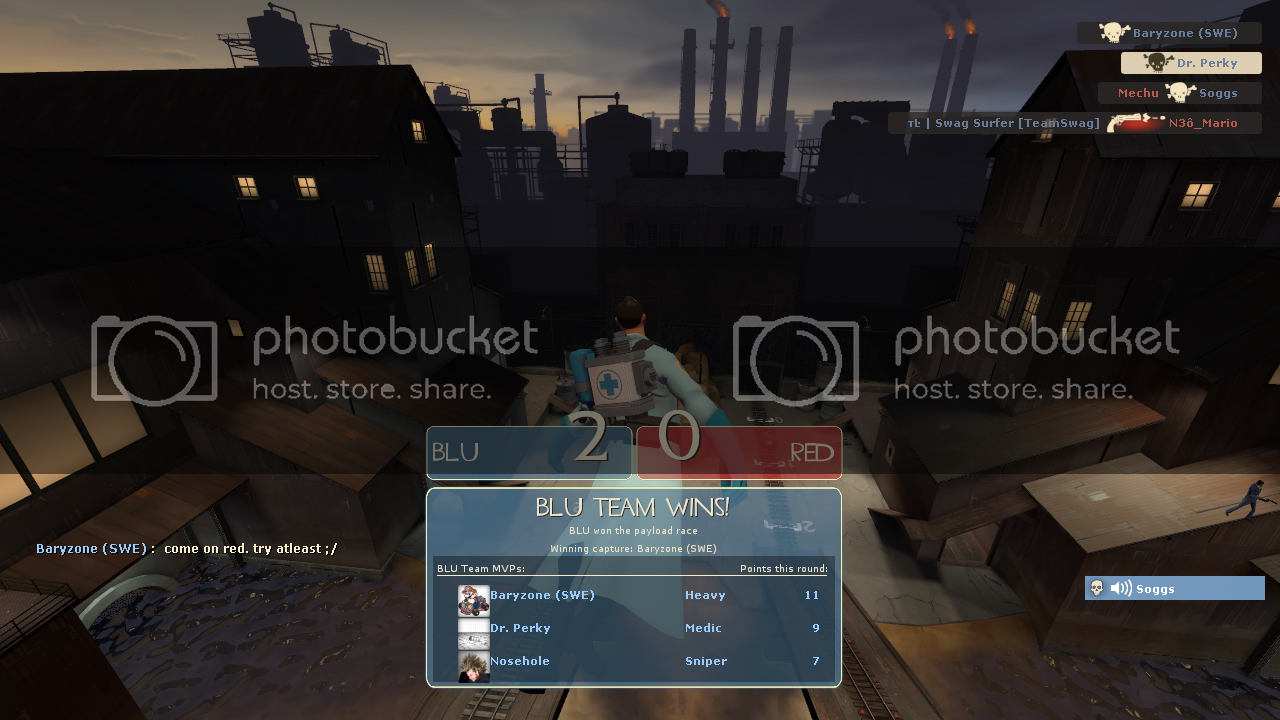 Baryzone (SWE)
Dr. Perky
Mechu Soggs
| Swag Surfer [TeamSwag] N3ô_Mario
photobucket
host. store. share.
photobucket
host. store. share.
BLU 2 0 RED
BLU TEAM WINS!
BLU won the payload race
Winning capture: Baryzone (SWE)
Baryzone (SWE) : come on red. try atleast ;/
BLU Team MVPs: Points this round:
Baryzone (SWE) Heavy 11
Dr. Perky Medic 9
Nosehole Sniper 7
Soggs